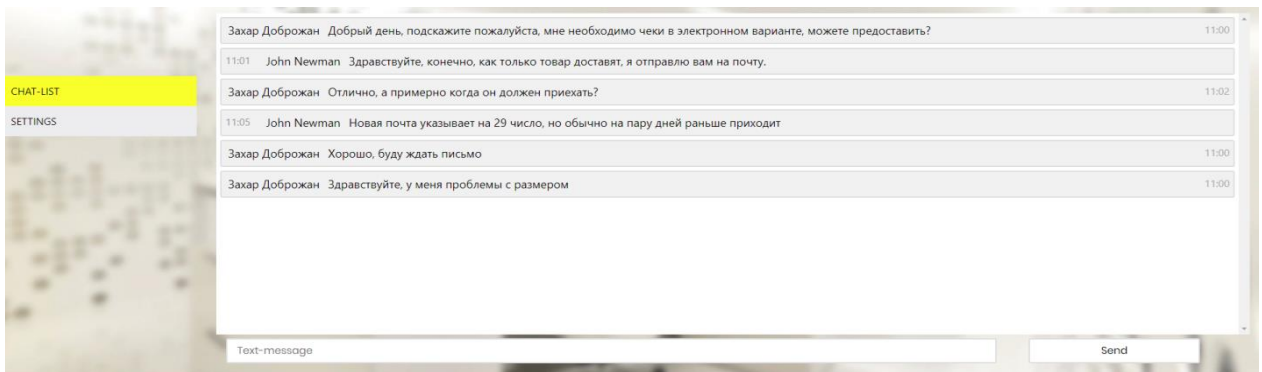 Захар Доброжан Добрый день, подскажите пожалуйста, мне необходимо чеки в электронном варианте, можете предоставить? 11:00
11:01 John Newman Здравствуйте, конечно, как только товар доставят, я отправлю вам на почту.
CHAT-LIST
Захар Доброжан Отлично, а примерно когда он должен приехать? 11:02
SETTINGS
11:05 John Newman Новая почта указывает на 29 число, но обычно на пару дней раньше приходит
Захар Доброжан Хорошо, буду ждать письмо 11:00
Захар Доброжан Здравствуйте, у меня проблемы с размером 11:00
Text-message
Send